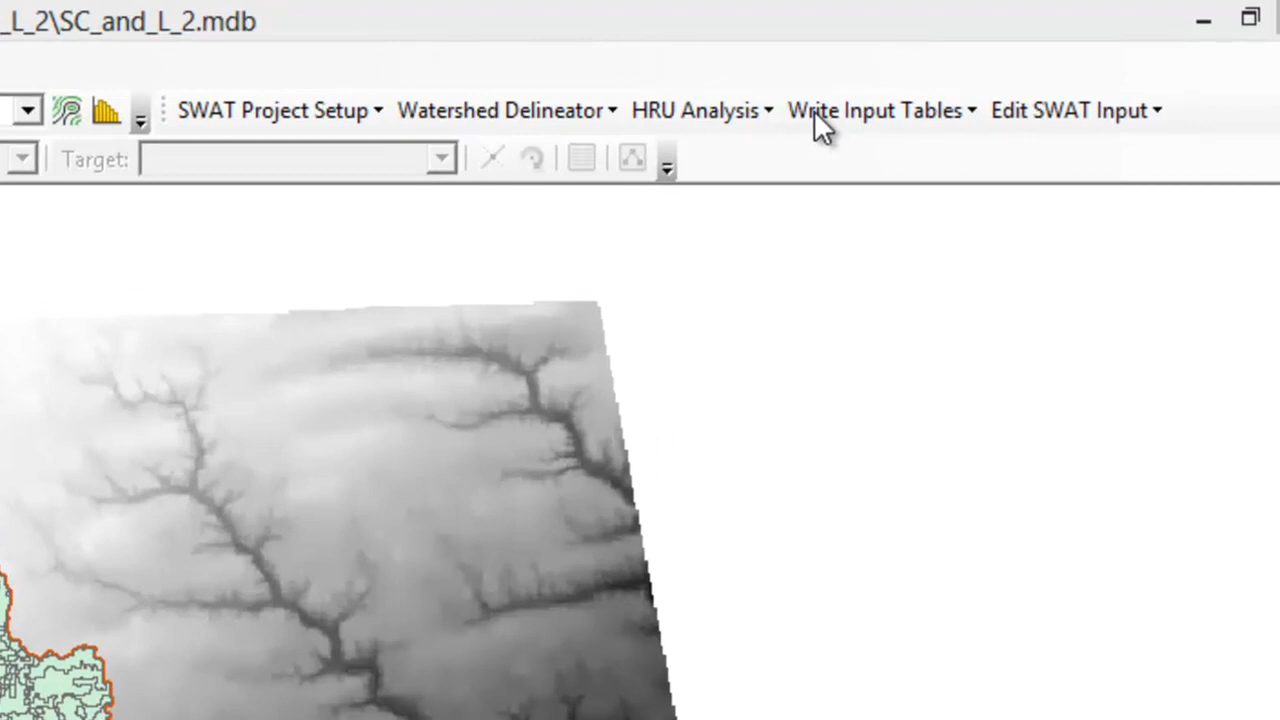 _L_2\SC_and_L_2.mdb
SWAT Project Setup Watershed Delineator HRU Analysis Write Input Tables Edit SWAT Input
Target: